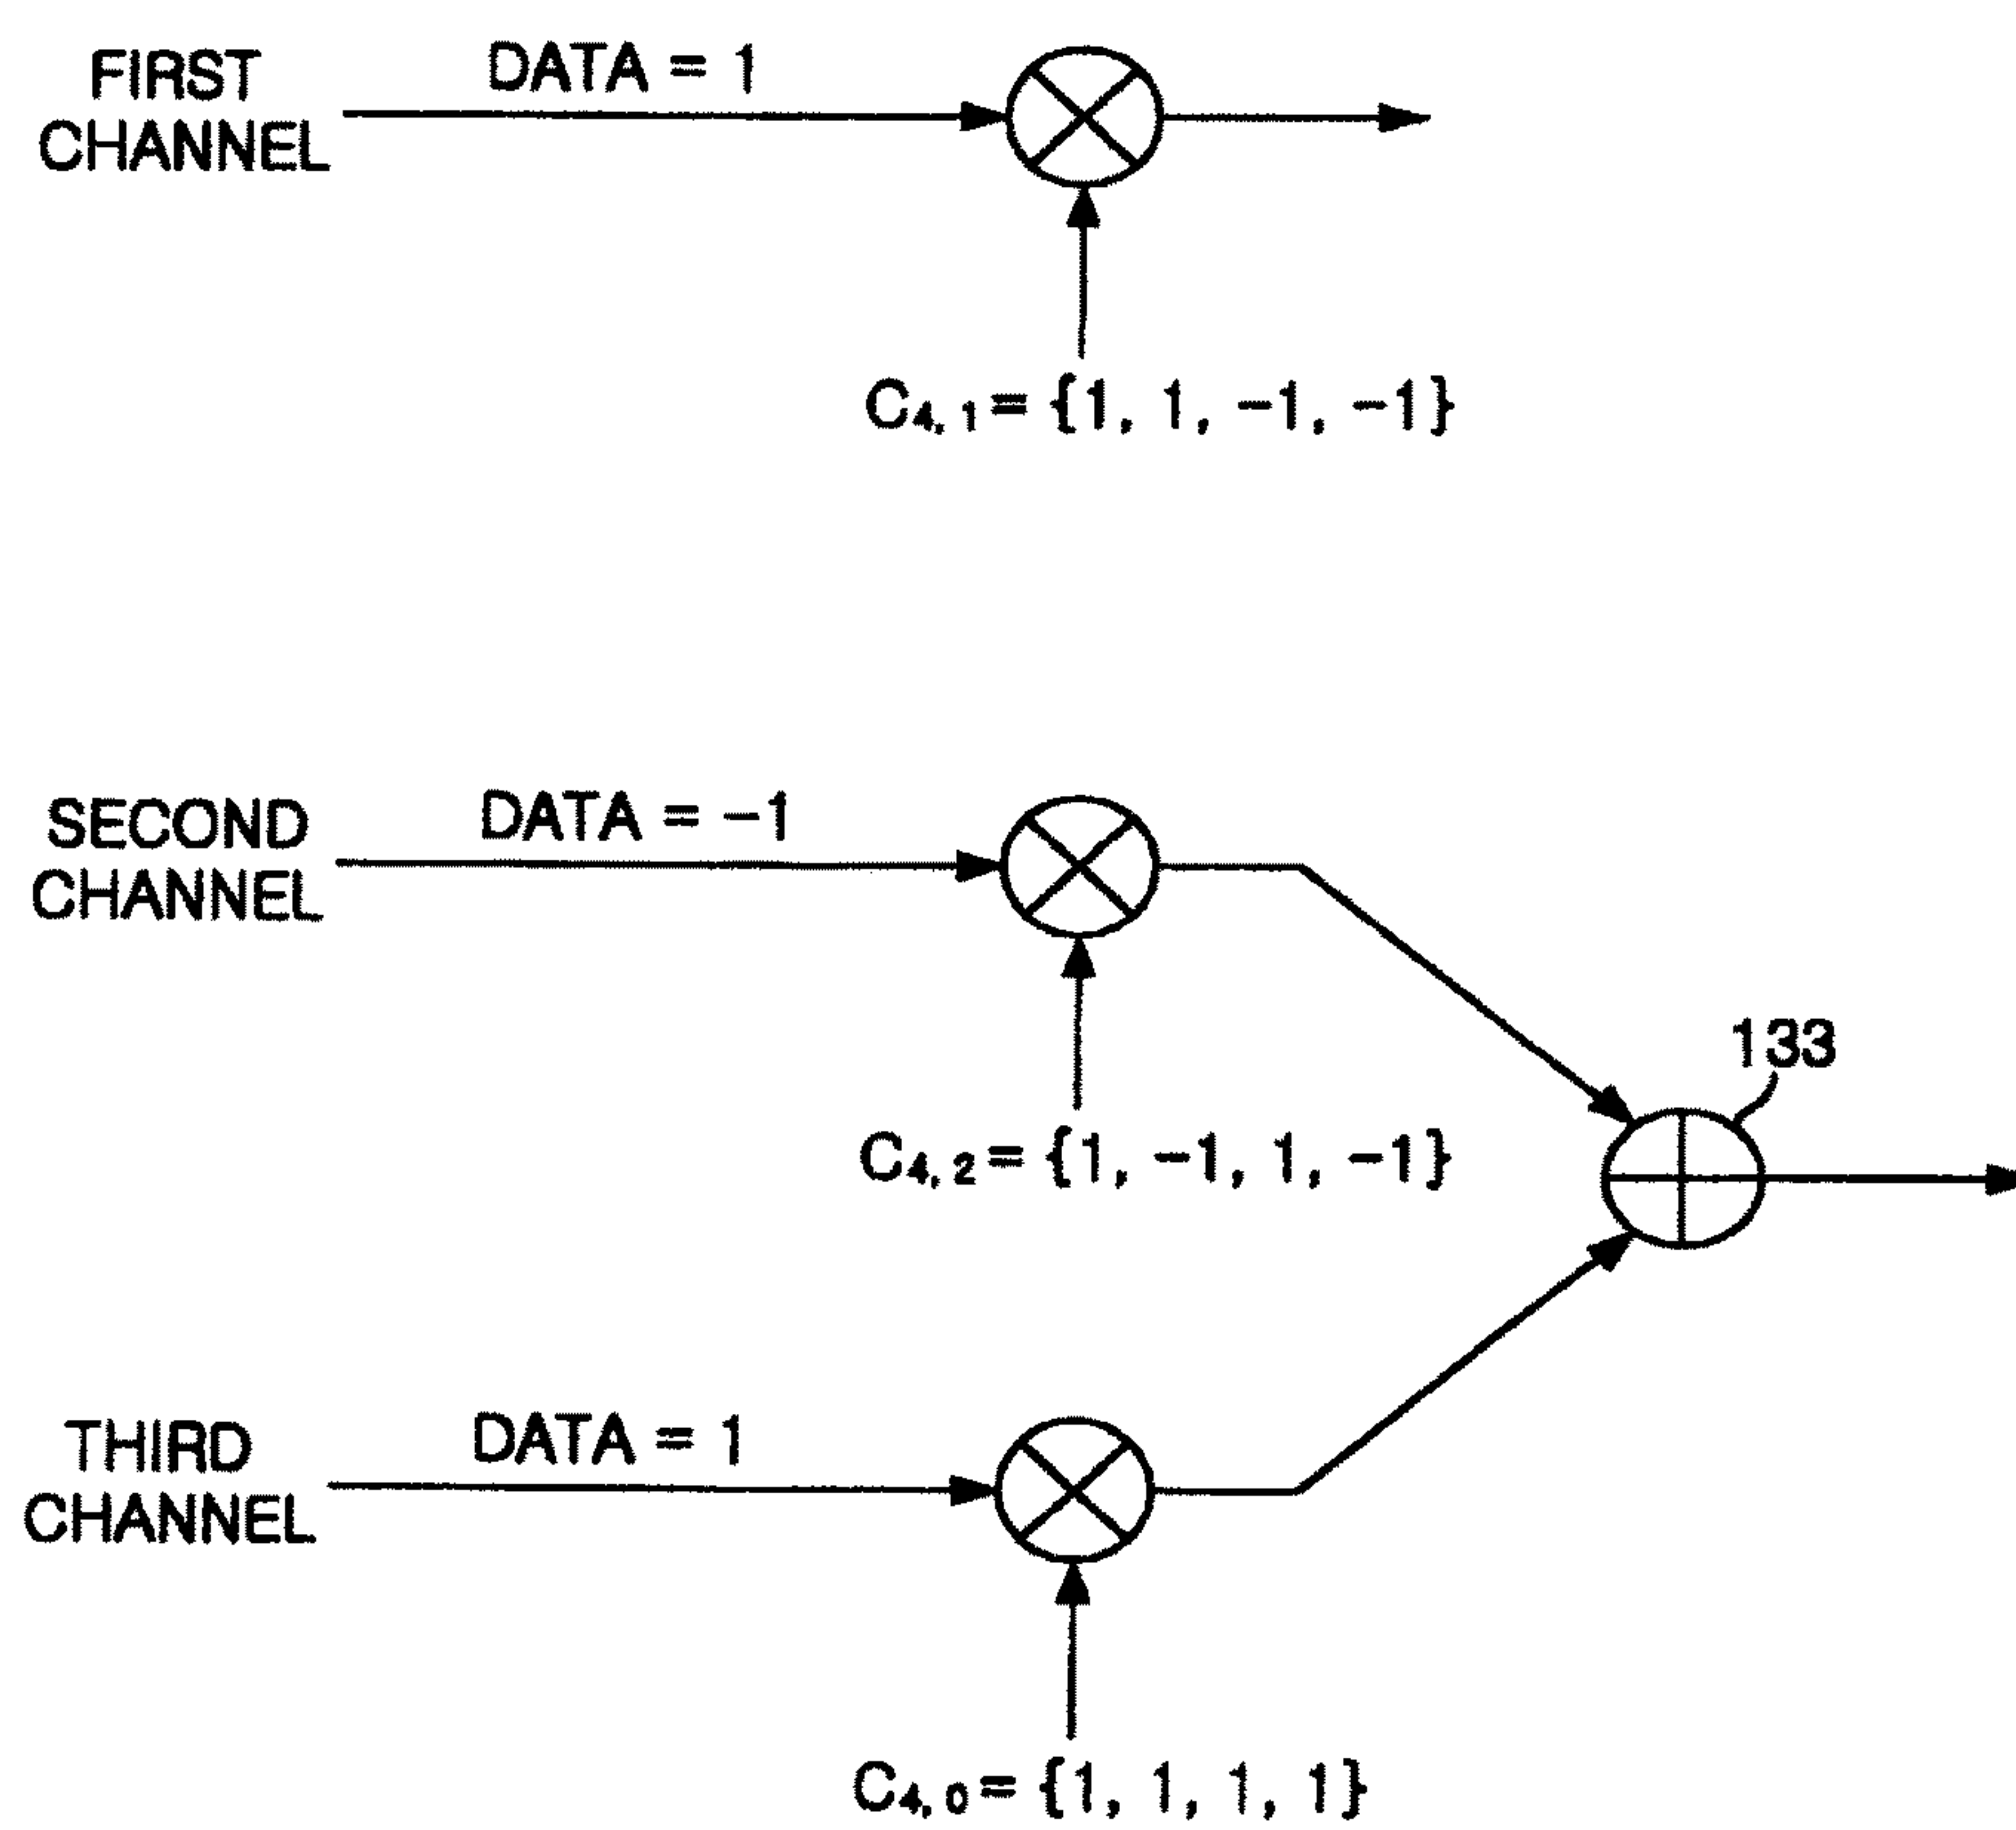 FIRST
CHANNEL
DATA = 1
C4, 1 = {1, 1, -1, -1}
SECOND
CHANNEL
DATA = -1
C4, 2 = {1, -1, 1, -1}
133
THIRD
CHANNEL
DATA = 1
C4, 0 = {1, 1, 1, 1}